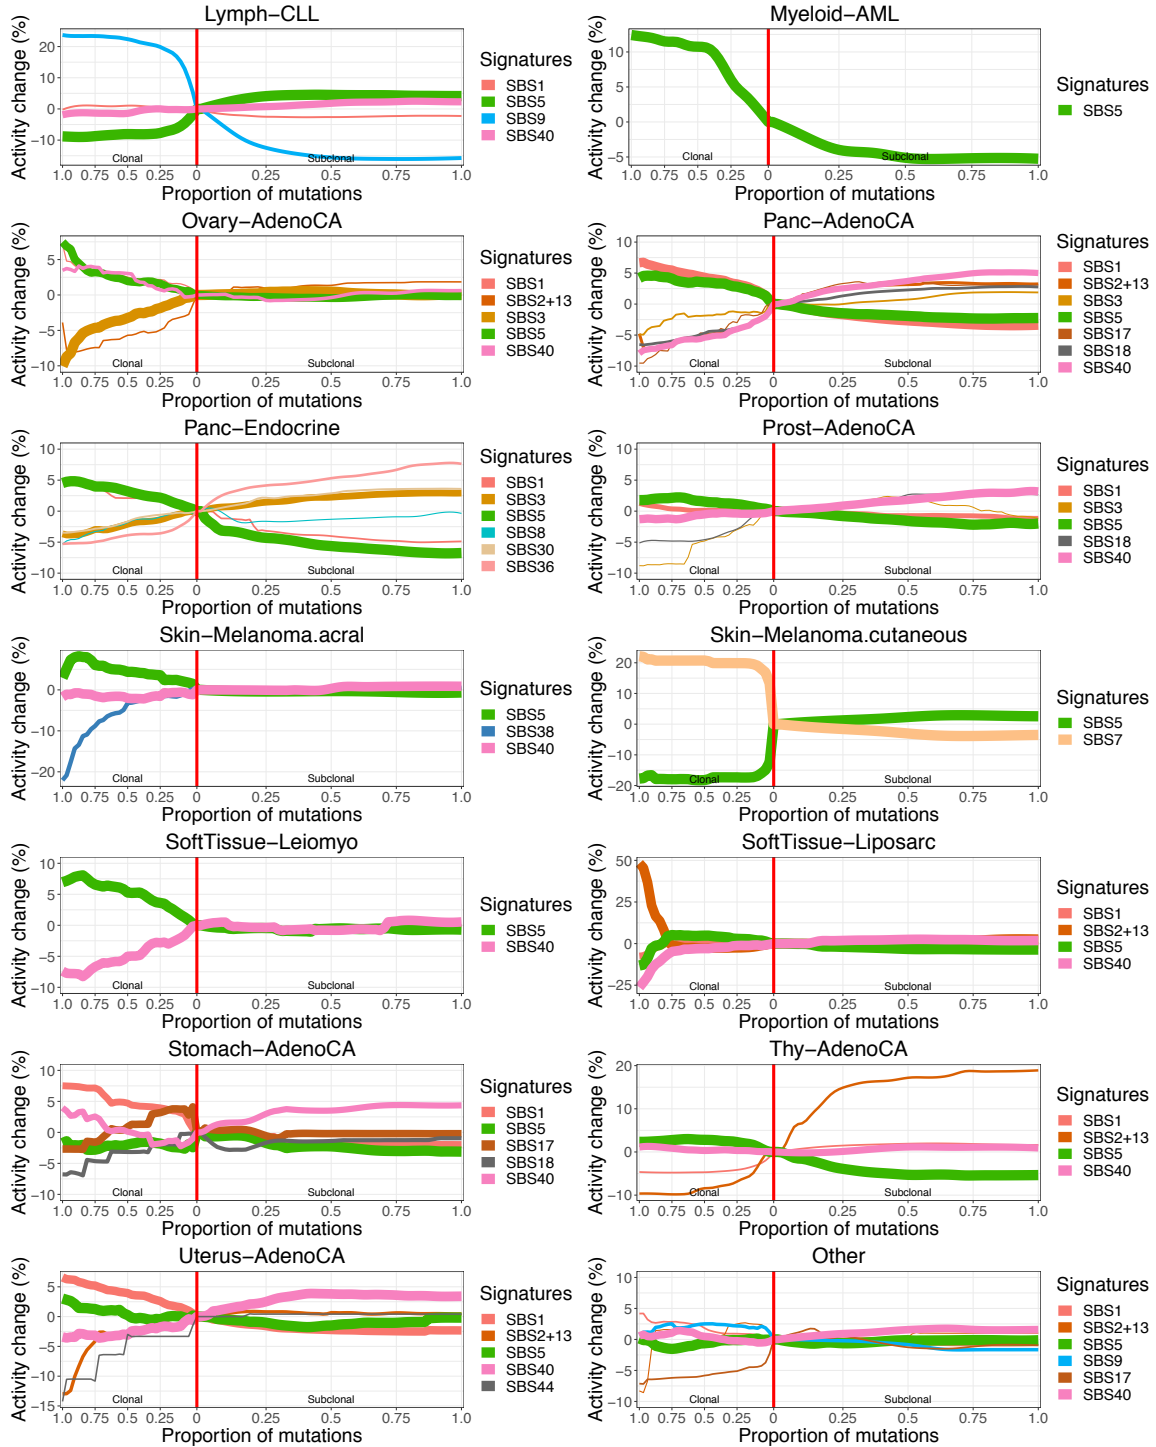 Lymph−CLL
Activity change (%)
20
10
0
−10
Clonal
Subclonal
1.0 0.75 0.5 0.25 0 0.25 0.75 1.0
Proportion of mutations
Signatures
SBS1
SBS5
SBS9
SBS40
Myeloid−AML
Activity change (%)
10
5
0
−5
Clonal
Subclonal
1.0 0.75 0.5 0.25 0 0.25 0.5 0.75 1.0
Proportion of mutations
Signatures
SBS5
Ovary−AdenoCA
Activity change (%)
5
0
−5
−10
Clonal
Subclonal
1.0 0.75 0.5 0.25 0 0.25 0.75 1.0
Proportion of mutations
Signatures
SBS1
SBS2+13
SBS3
SBS5
SBS40
Panc−AdenoCA
Activity change (%)
10
5
0
−5
−10
Clonal
Subclonal
1.0 0.75 0.5 0.25 0 0.25 0.75 1.0
Proportion of mutations
Signatures
SBS1
SBS2+13
SBS3
SBS5
SBS17
SBS18
SBS40
Panc−Endocrine
Activity change (%)
10
5
0
−5
−10
Clonal
Subclonal
1.0 0.75 0.5 0.25 0 0.25 0.5 0.75 1.0
Proportion of mutations
Signatures
SBS1
SBS3
SBS5
SBS8
SBS30
SBS36
Prost−AdenoCA
Activity change (%)
10
5
0
−5
−10
Clonal
Subclonal
1.0 0.75 0.5 0.25 0 0.25 0.5 0.75 1.0
Proportion of mutations
Signatures
SBS1
SBS3
SBS5
SBS18
SBS40
Skin−Melanoma.acral
Activity change (%)
0
−10
−20
Clonal
Subclonal
1.0 0.75 0.5 0.25 0 0.25 0.5 0.75 1.0
Proportion of mutations
Signatures
SBS5
SBS38
SBS40
Skin−Melanoma.cutaneous
Activity change (%)
20
10
0
−10
−20
Clonal
Subclonal
1.0 0.75 0.5 0.25 0 0.25 0.5 0.75 1.0
Proportion of mutations
Signatures
SBS5
SBS7
SoftTissue−Leiomyo
Activity change (%)
10
5
0
−5
−10
Clonal
Subclonal
1.0 0.75 0.5 0.25 0 0.25 0.5 0.75 1.0
Proportion of mutations
Signatures
SBS5
SBS40
SoftTissue−Liposarc
Activity change (%)
50
25
0
−25
Clonal
Subclonal
1.0 0.75 0.5 0.25 0 0.25 0.5 0.75 1.0
Proportion of mutations
Signatures
SBS1
SBS2+13
SBS5
SBS40
Stomach−AdenoCA
Activity change (%)
10
5
0
−5
−10
Clonal
Subclonal
1.0 0.75 0.5 0.25 0 0.25 0.5 0.75 1.0
Proportion of mutations
Signatures
SBS1
SBS5
SBS17
SBS18
SBS40
Thy−AdenoCA
Activity change (%)
20
10
0
−10
Clonal
Subclonal
1.0 0.75 0.5 0.25 0 0.25 0.5 0.75 1.0
Proportion of mutations
Signatures
SBS1
SBS2+13
SBS5
SBS40
Uterus−AdenoCA
Activity change (%)
5
0
−5
−10
−15
Clonal
Subclonal
1.0 0.75 0.5 0.25 0 0.25 0.5 0.75 1.0
Proportion of mutations
Signatures
SBS1
SBS2+13
SBS5
SBS40
SBS44
Other
Activity change (%)
10
5
0
−5
−10
Clonal
Subclonal
1.0 0.75 0.5 0.25 0 0.25 0.5 0.75 1.0
Proportion of mutations
Signatures
SBS1
SBS2+13
SBS5
SBS9
SBS17
SBS40